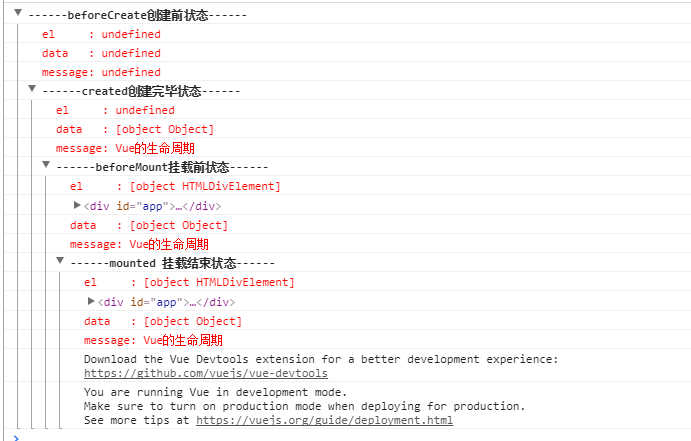 ------beforeCreate创建前状态------
el     : undefined
data   : undefined
message: undefined
------created创建完毕状态------
el     : undefined
data   : [object Object]
message: Vue的生命周期
------beforeMount挂载前状态------
el     : [object HTMLDivElement]
<div id="app">…</div>
data   : [object Object]
message: Vue的生命周期
------mounted 挂载结束状态------
el     : [object HTMLDivElement]
<div id="app">…</div>
data   : [object Object]
message: Vue的生命周期
Download the Vue Devtools extension for a better development experience:
https://github.com/vuejs/vue-devtools
You are running Vue in development mode.
Make sure to turn on production mode when deploying for production.
See more tips at https://vuejs.org/guide/deployment.html